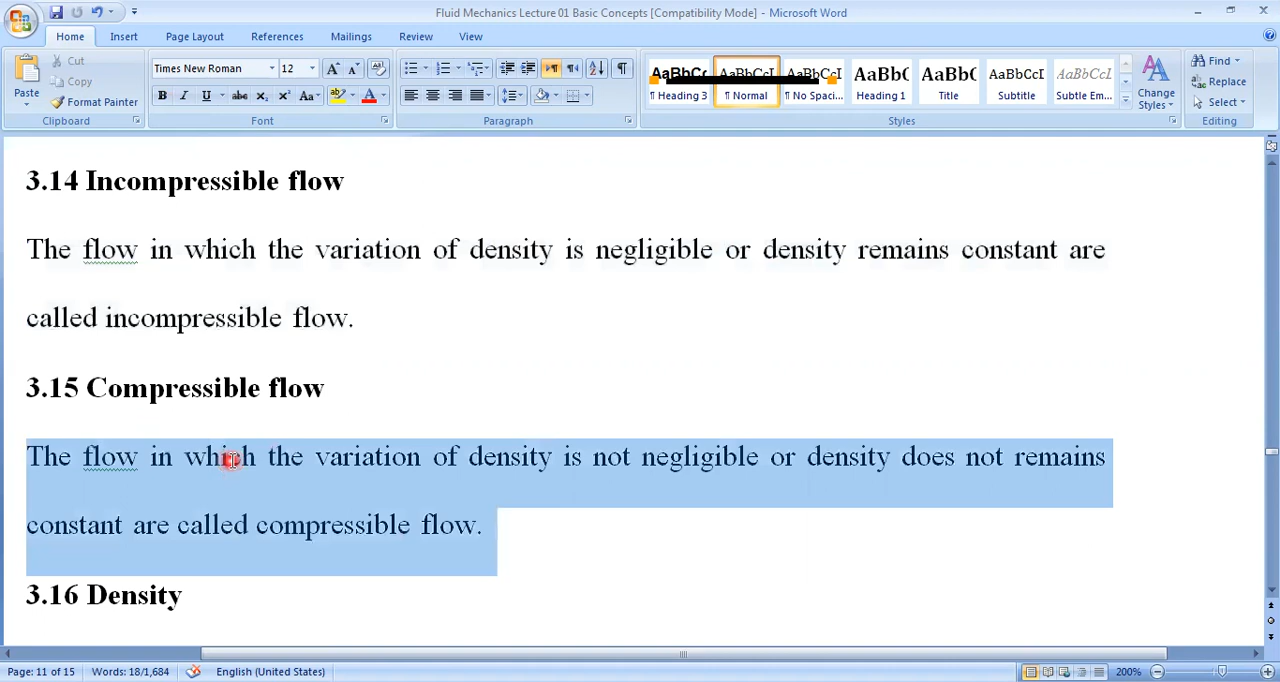 Fluid Mechanics Lecture 01 Basic Concepts [Compatibility Mode] - Microsoft Word
Home Insert Page Layout References Mailings Review View
Cut
Copy
Format Painter
Paste
Clipboard
Times New Roman 12
Font
Paragraph
AaBbCc AaBbCcI AaBbCcI AaBb( AaBb( AaBbCcI AaBbCcI
¶ Heading 3 ¶ Normal ¶ No Spaci... Heading 1 Title Subtitle Subtle Em...
Change Styles
Styles
Find
Replace
Select
Editing
3.14 Incompressible flow
The flow in which the variation of density is negligible or density remains constant are
called incompressible flow.
3.15 Compressible flow
The flow in which the variation of density is not negligible or density does not remains
constant are called compressible flow.
3.16 Density
Page: 11 of 15 Words: 18/1,684 English (United States) 200%